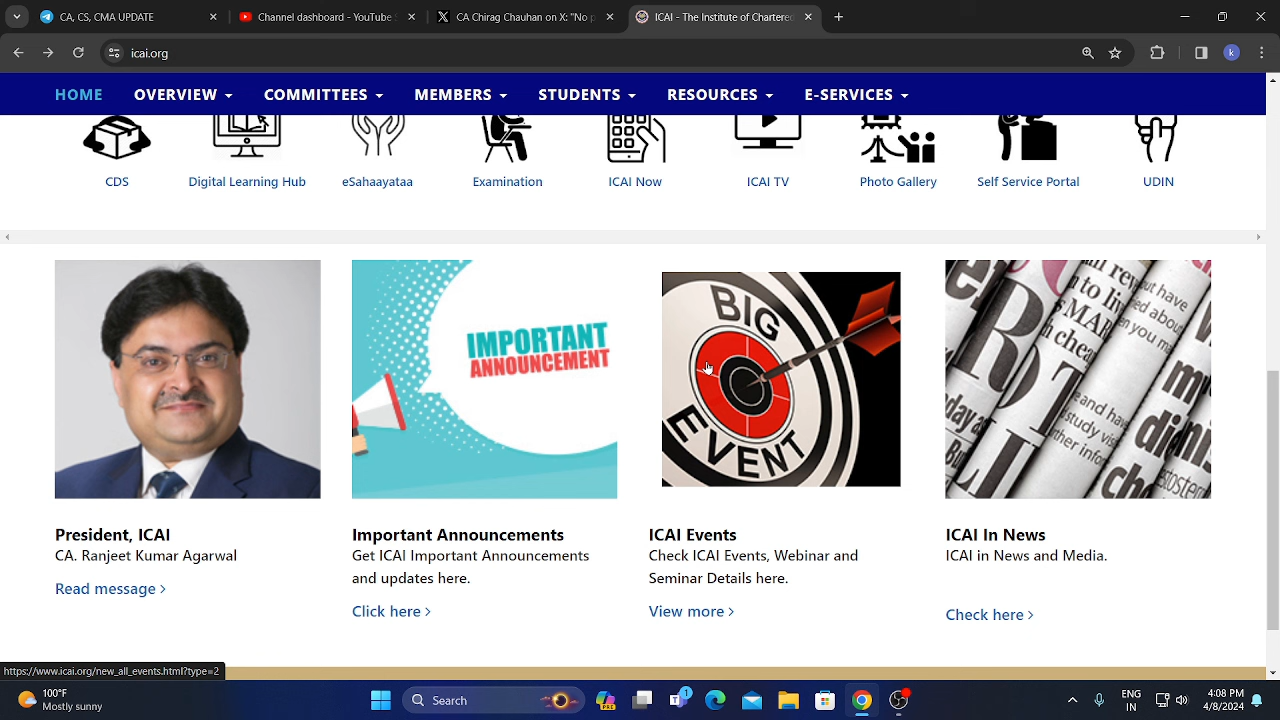 CA, CS, CMA UPDATE
Channel dashboard - YouTube S
CA Chirag Chauhan on X: "No p
ICAI - The Institute of Chartered
icai.org
k
HOME
OVERVIEW
COMMITTEES
MEMBERS
STUDENTS
RESOURCES
E-SERVICES
CDS
Digital Learning Hub
eSahaayataa
Examination
ICAI Now
ICAI TV
Photo Gallery
Self Service Portal
UDIN
IMPORTANT
ANNOUNCEMENT
BIG
EVENT
President, ICAI
CA. Ranjeet Kumar Agarwal
Read message >
Important Announcements
Get ICAI Important Announcements
and updates here.
Click here >
ICAI Events
Check ICAI Events, Webinar and
Seminar Details here.
View more >
ICAI In News
ICAI in News and Media.
Check here >
https://www.icai.org/new_all_events.html?type=2
100°F
Mostly sunny
Search
PRE
1
ENG
IN
4:08 PM
4/8/2024